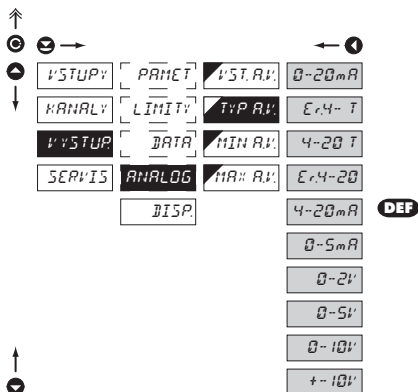 VSTUPY PAMET VST. A.V. 0-20mA
KANALY LIMITY TYP A.V. Er.4- T
VYSTUP. DATA MIN A.V. 4-20 T
SERVIS ANALOG MAX A.V. Er.4-20
DISP. 4-20mA DEF
0-5mA
0-2V
0-5V
0-10V
+-10V